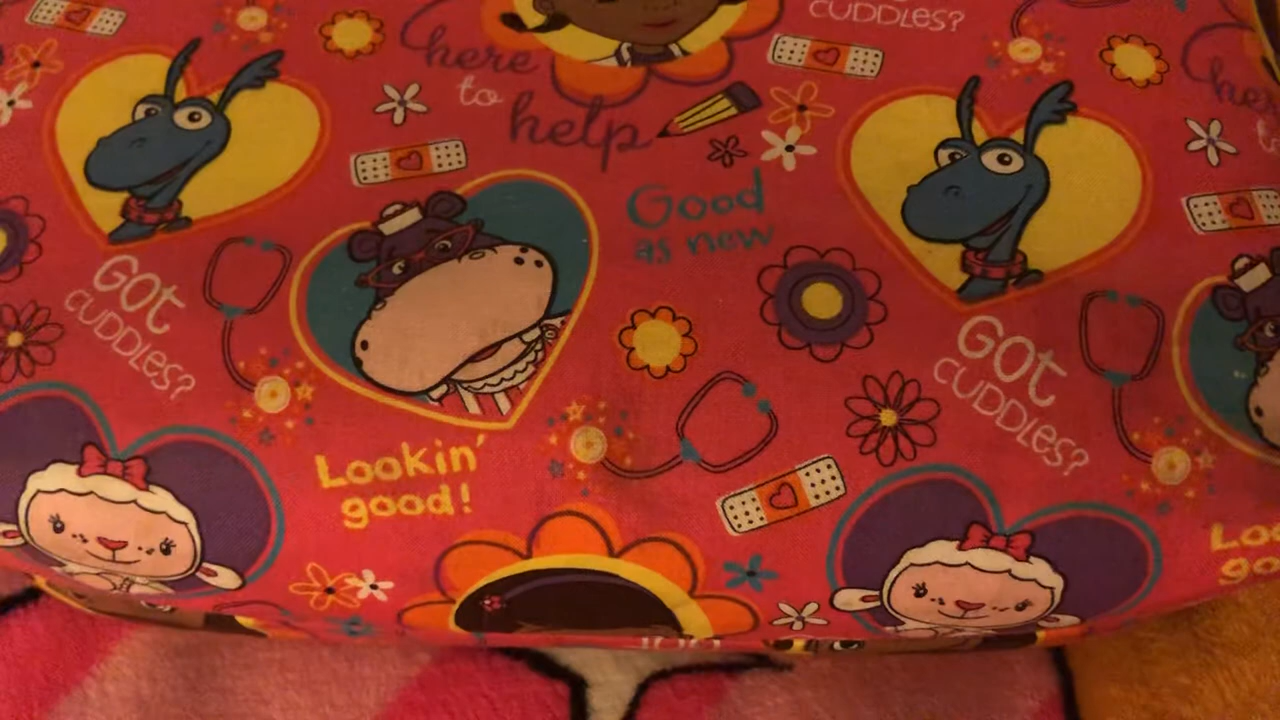 CUDDLES?
here
to
help
Good
as new
GOt
CUDDLES?
GOt
CUDDLES?
Lookin'
good!